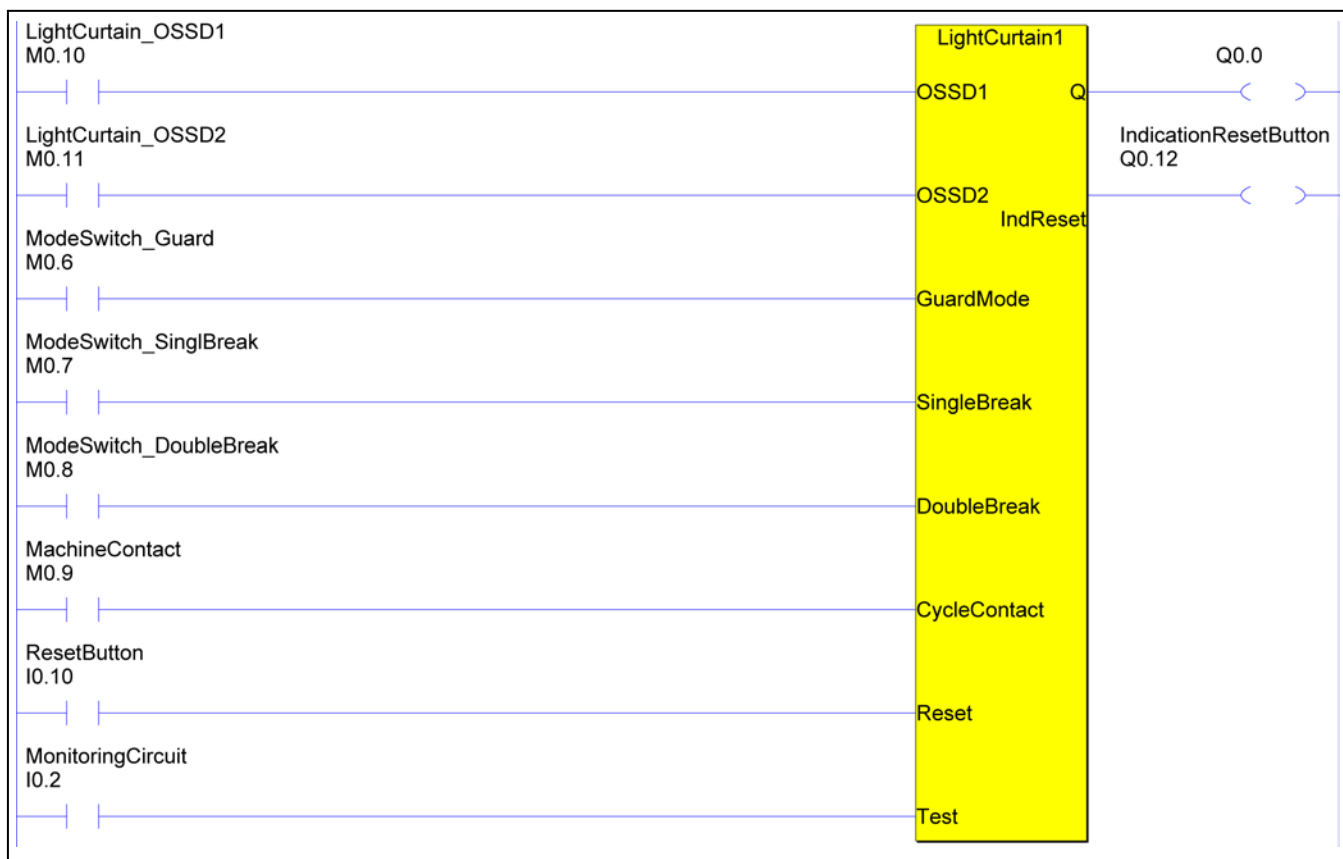 LightCurtain_OSSD1
M0.10
LightCurtain1
Q0.0
OSSD1
Q
LightCurtain_OSSD2
M0.11
IndicationResetButton
Q0.12
OSSD2
IndReset
ModeSwitch_Guard
M0.6
GuardMode
ModeSwitch_SinglBreak
M0.7
SingleBreak
ModeSwitch_DoubleBreak
M0.8
DoubleBreak
MachineContact
M0.9
CycleContact
ResetButton
I0.10
Reset
MonitoringCircuit
I0.2
Test